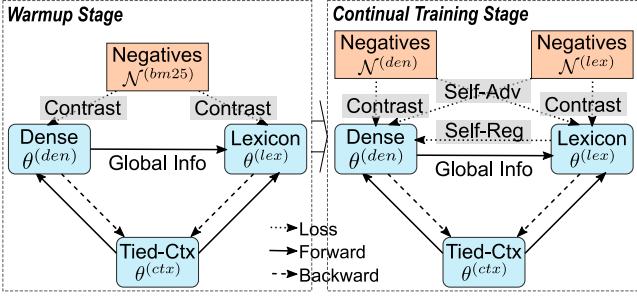 Warmup Stage
Negatives
𝒩^(bm25)
Contrast
Contrast
Dense
θ^(den)
Global Info
Lexicon
θ^(lex)
Tied-Ctx
θ^(ctx)
Loss
Forward
Backward
Continual Training Stage
Negatives
𝒩^(den)
Negatives
𝒩^(lex)
Self-Adv
Contrast
Contrast
Self-Reg
Dense
θ^(den)
Global Info
Lexicon
θ^(lex)
Tied-Ctx
θ^(ctx)